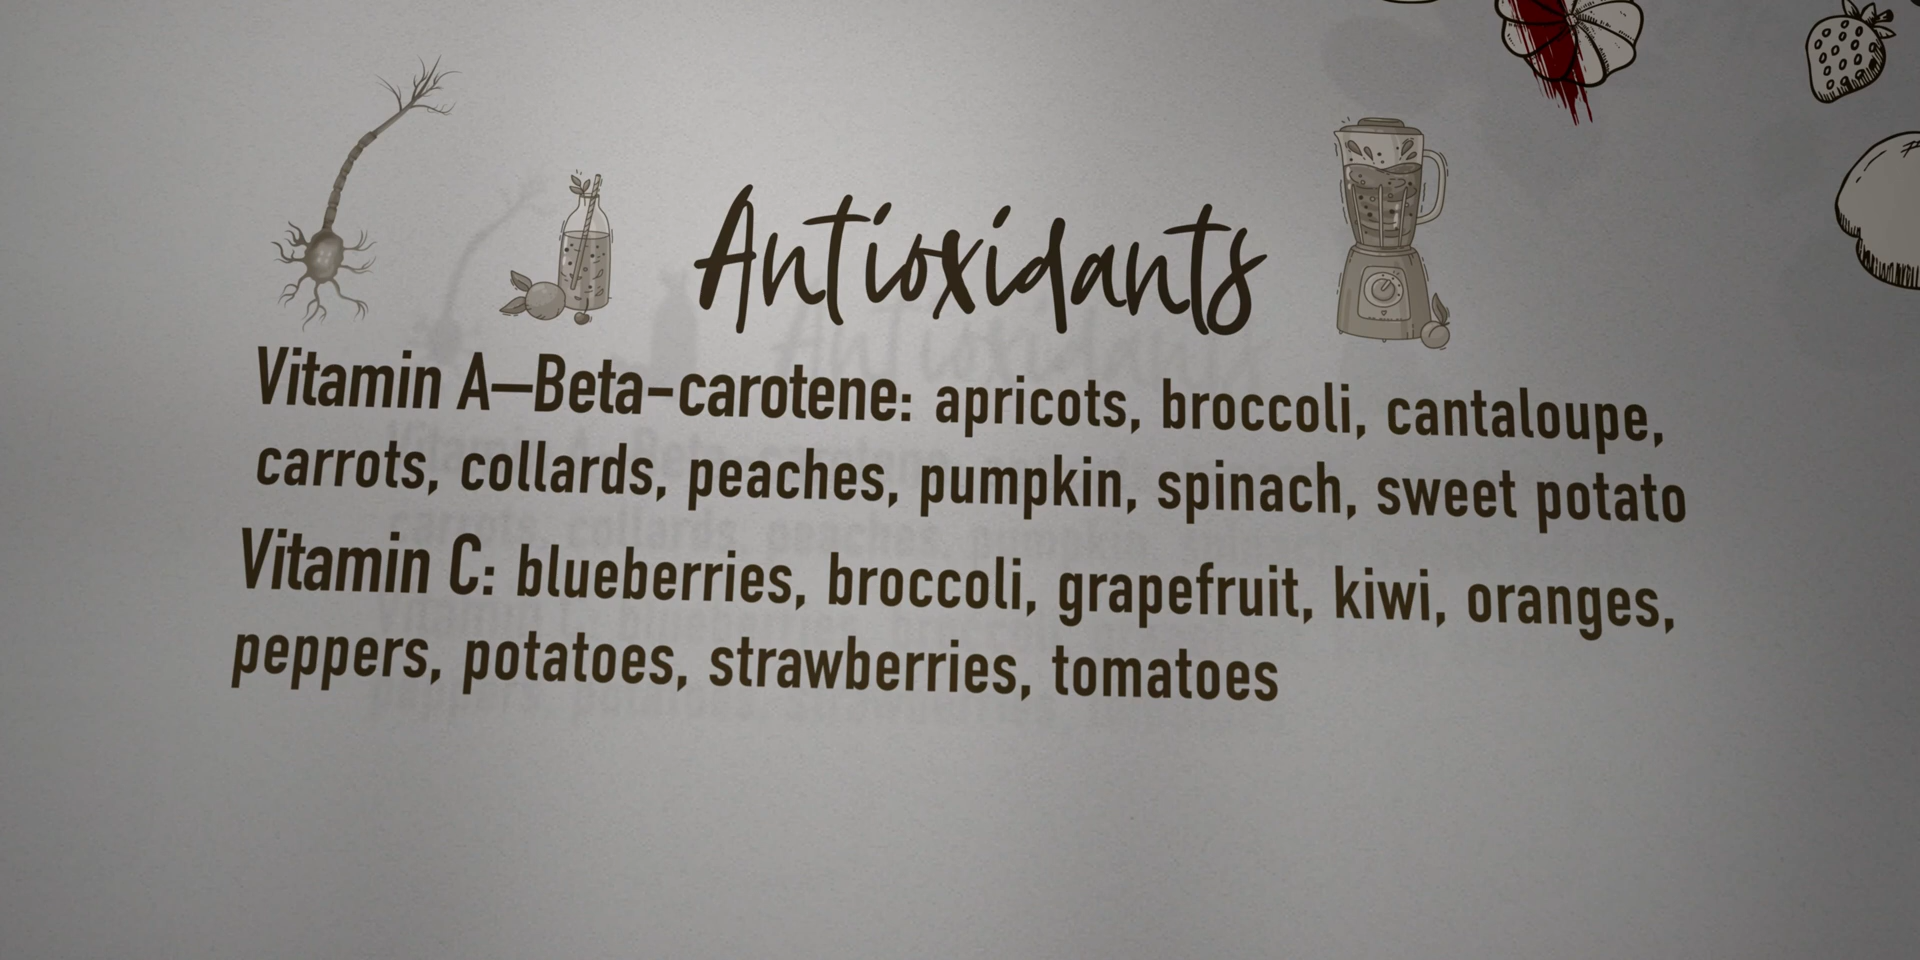 Antioxidants
Vitamin A—Beta-carotene: apricots, broccoli, cantaloupe,
carrots, collards, peaches, pumpkin, spinach, sweet potato
Vitamin C: blueberries, broccoli, grapefruit, kiwi, oranges,
peppers, potatoes, strawberries, tomatoes